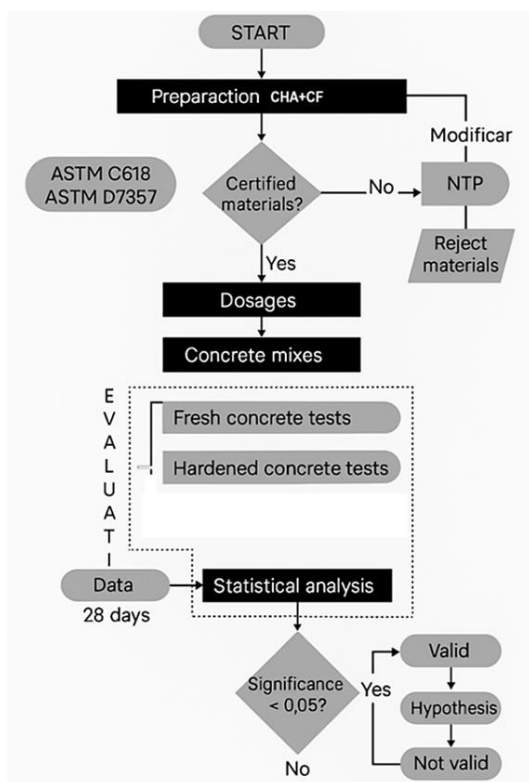 START
Preparaction CHA+CF
Modificar
ASTM C618
ASTM D7357
Certified
materials?
No
NTP
Reject
materials
Yes
Dosages
Concrete mixes
EVALUATI
Fresh concrete tests
Hardened concrete tests
Data
28 days
Statistical analysis
Significance
< 0,05?
Yes
No
Valid
Hypothesis
Not valid